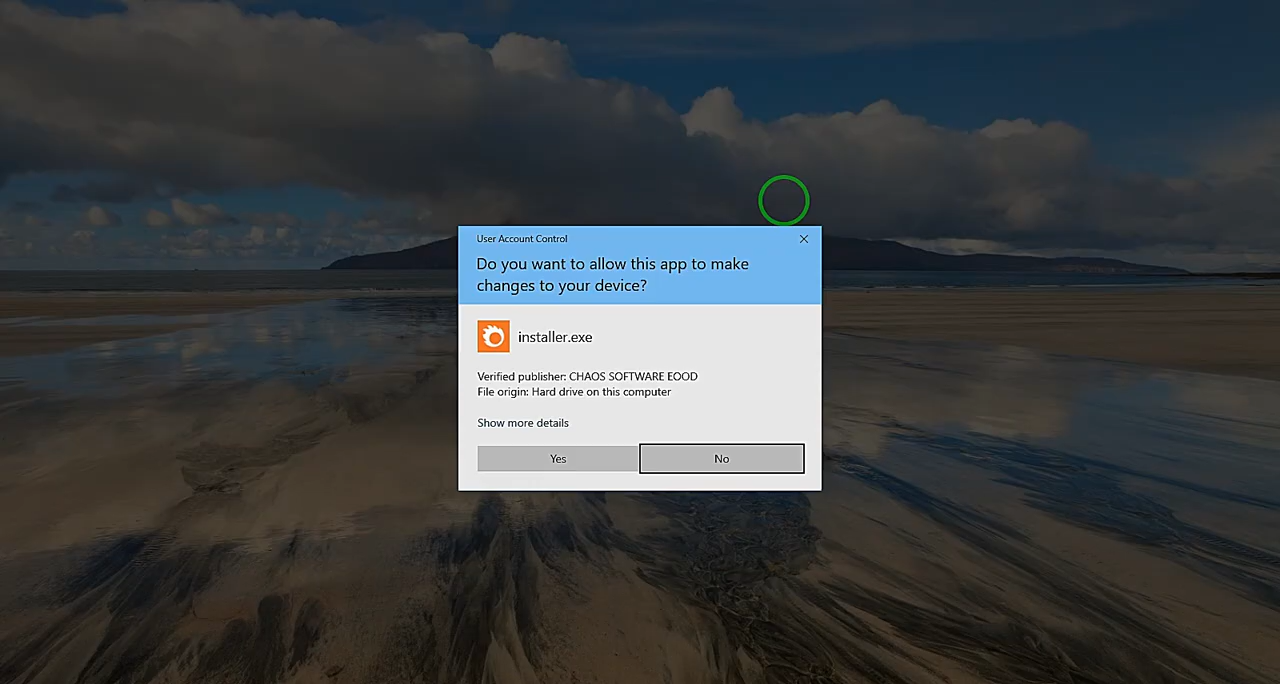 User Account Control
Do you want to allow this app to make
changes to your device?
installer.exe
Verified publisher: CHAOS SOFTWARE EOOD
File origin: Hard drive on this computer
Show more details
Yes
No